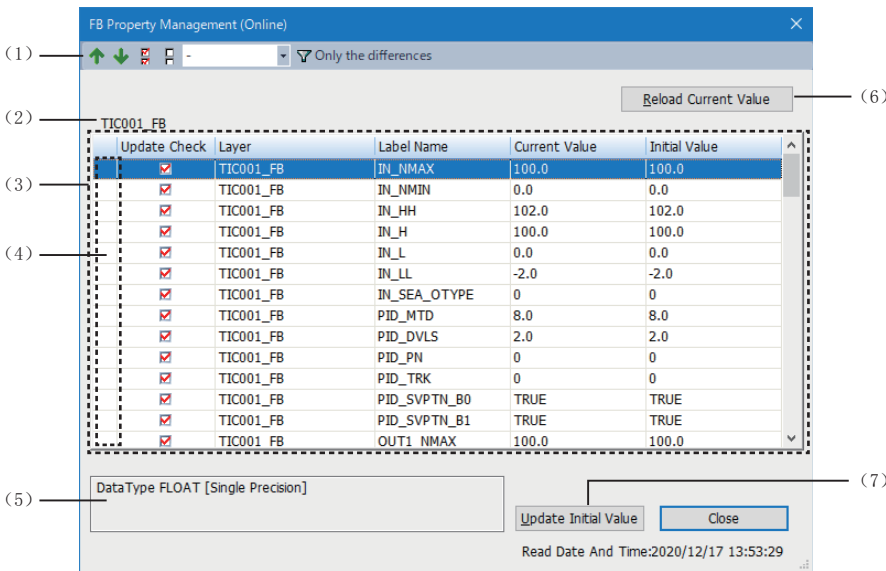 FB Property Management (Online)
(1) - Only the differences
Reload Current Value (6)
(2) TIC001_FB
Update Check Layer Label Name Current Value Initial Value
TIC001_FB IN_NMAX 100.0 100.0
(3) TIC001_FB IN_NMIN 0.0 0.0
TIC001_FB IN_HH 102.0 102.0
TIC001_FB IN_H 100.0 100.0
(4) TIC001_FB IN_L 0.0 0.0
TIC001_FB IN_LL -2.0 -2.0
TIC001_FB IN_SEA_OTYPE 0 0
TIC001_FB PID_MTD 8.0 8.0
TIC001_FB PID_DVLS 2.0 2.0
TIC001_FB PID_PN 0 0
TIC001_FB PID_TRK 0 0
TIC001_FB PID_SVPTN_B0 TRUE TRUE
TIC001_FB PID_SVPTN_B1 TRUE TRUE
TIC001_FB OUT1_NMAX 100.0 100.0
(5) DataType FLOAT [Single Precision]
(7)
Update Initial Value Close
Read Date And Time:2020/12/17 13:53:29